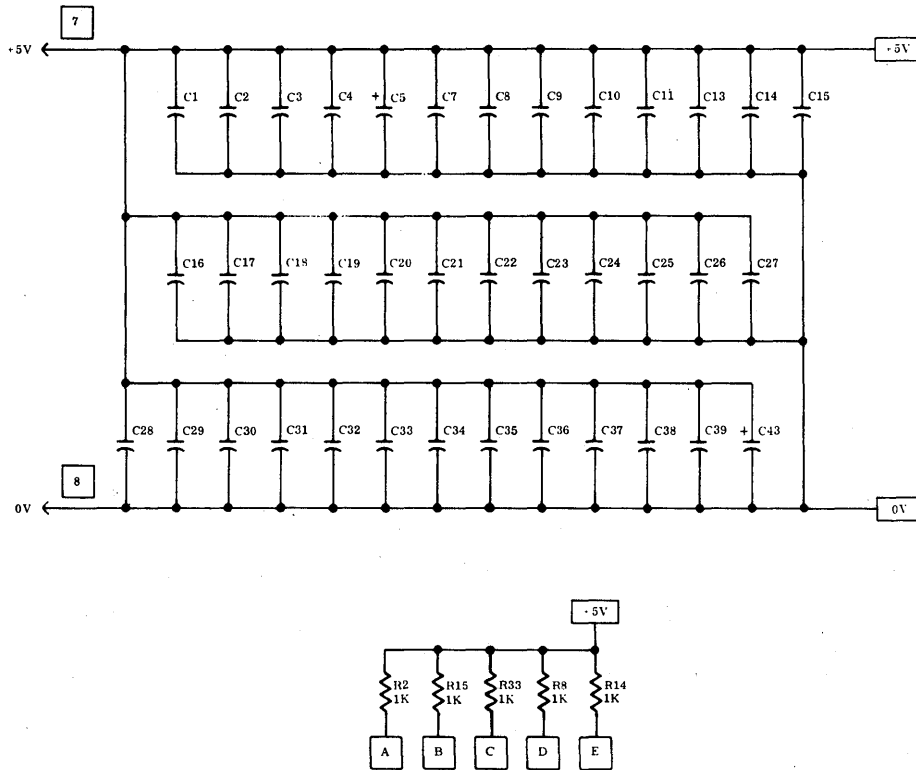 7
+5V +5V
C1 C2 C3 C4 + C5 C7 C8 C9 C10 C11 C13 C14 C15
C16 C17 C18 C19 C20 C21 C22 C23 C24 C25 C26 C27
C28 C29 C30 C31 C32 C33 C34 C35 C36 C37 C38 C39 + C43
8
0V 0V
+5V
R2 R15 R33 R8 R14
1K 1K 1K 1K 1K
A B C D E